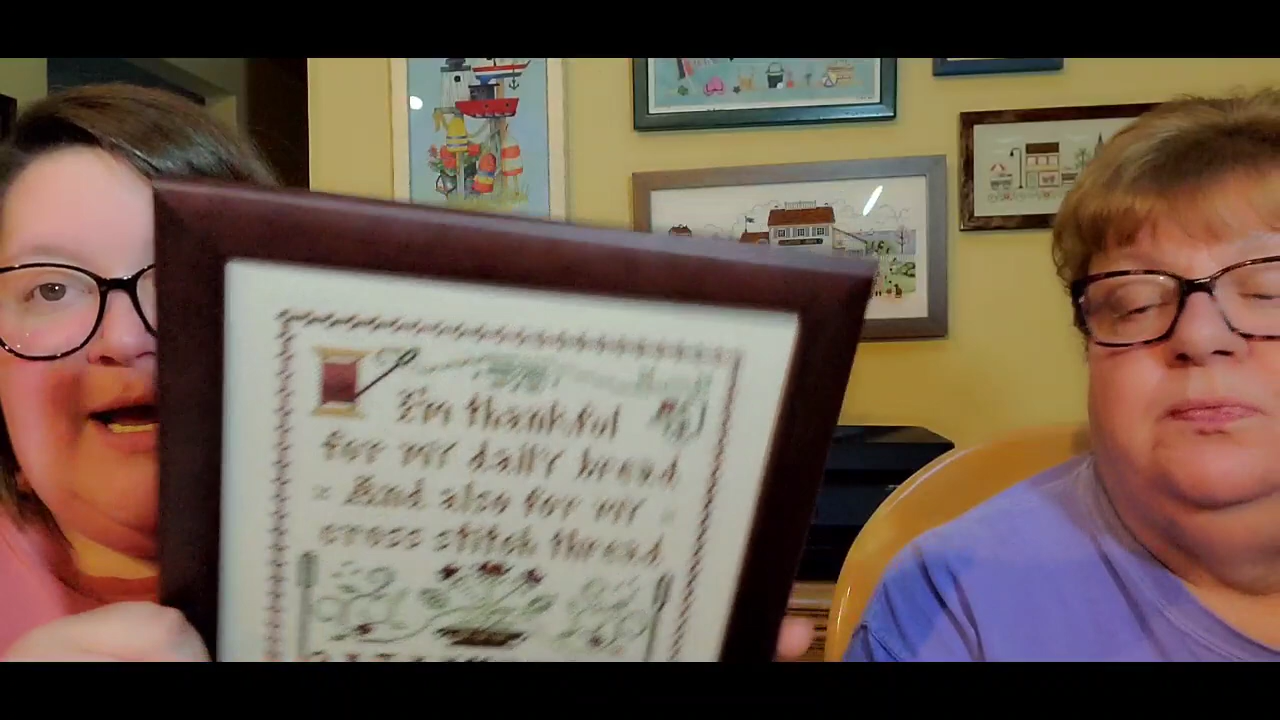 I'm thankful
for my daily bread
And also for my
cross stitch thread